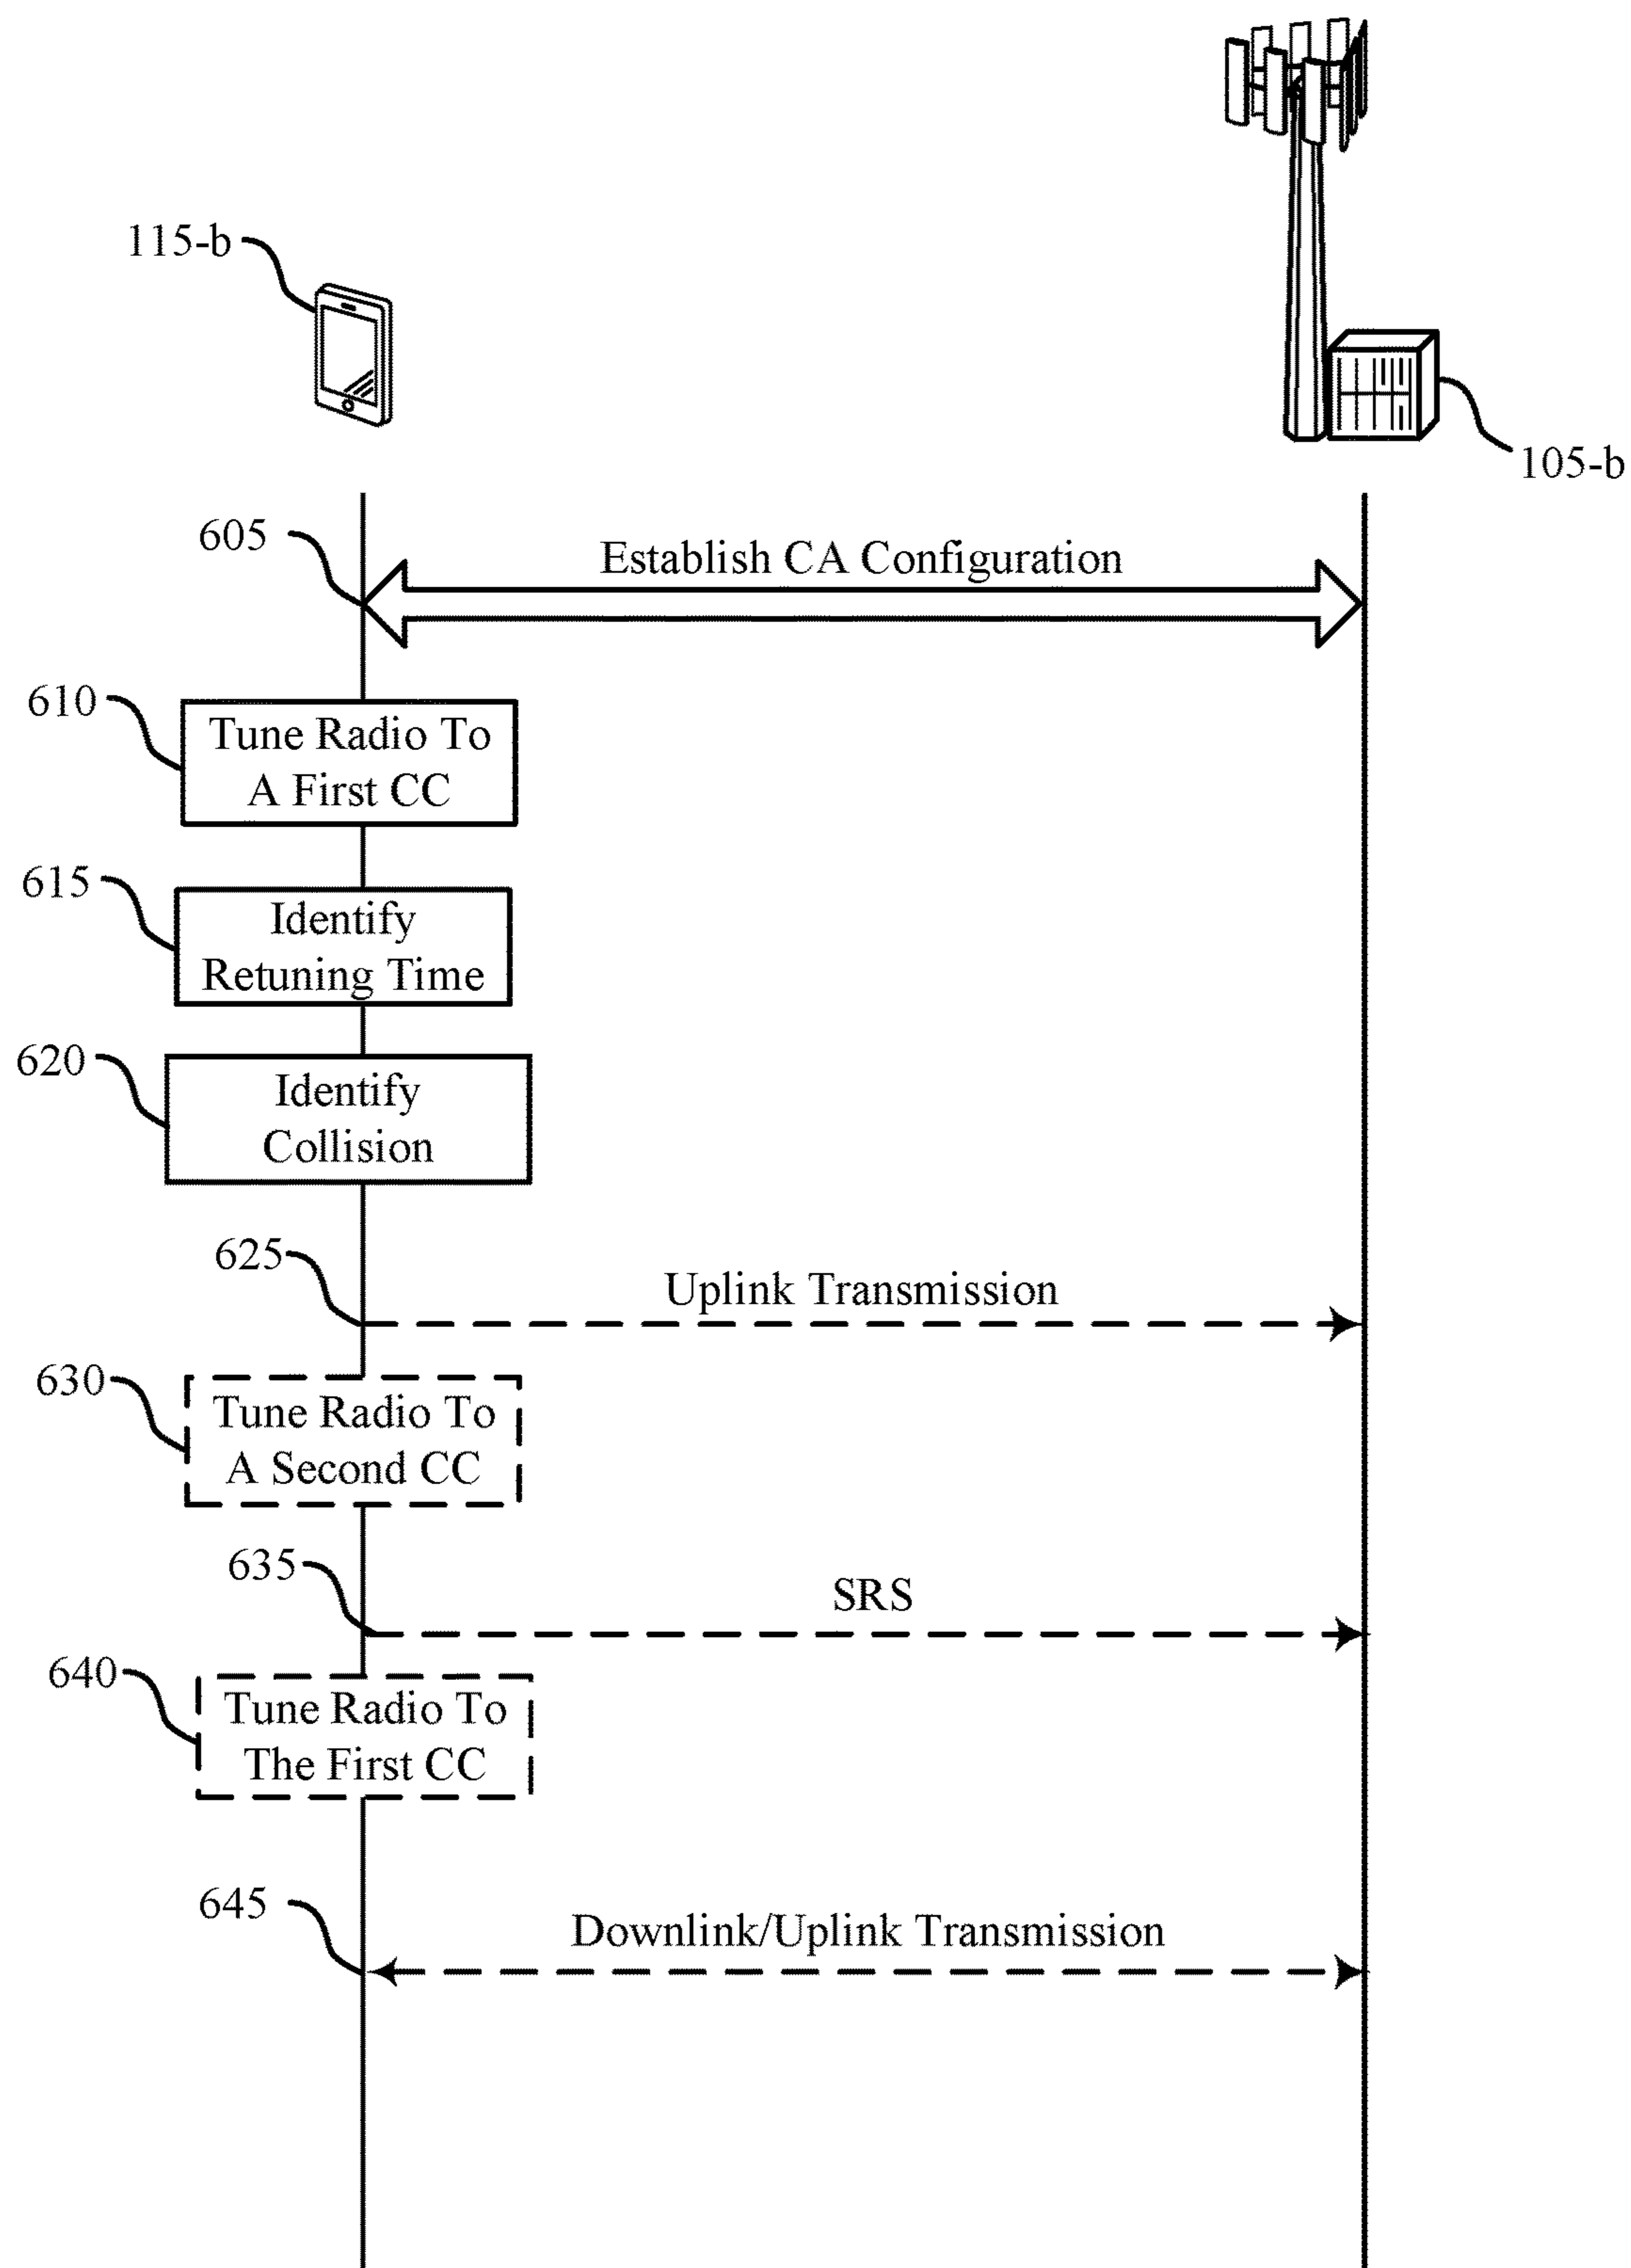 115-b
105-b
605
Establish CA Configuration
610
Tune Radio To
A First CC
615
Identify
Retuning Time
620
Identify
Collision
625
Uplink Transmission
630
Tune Radio To
A Second CC
635
SRS
640
Tune Radio To
The First CC
645
Downlink/Uplink Transmission